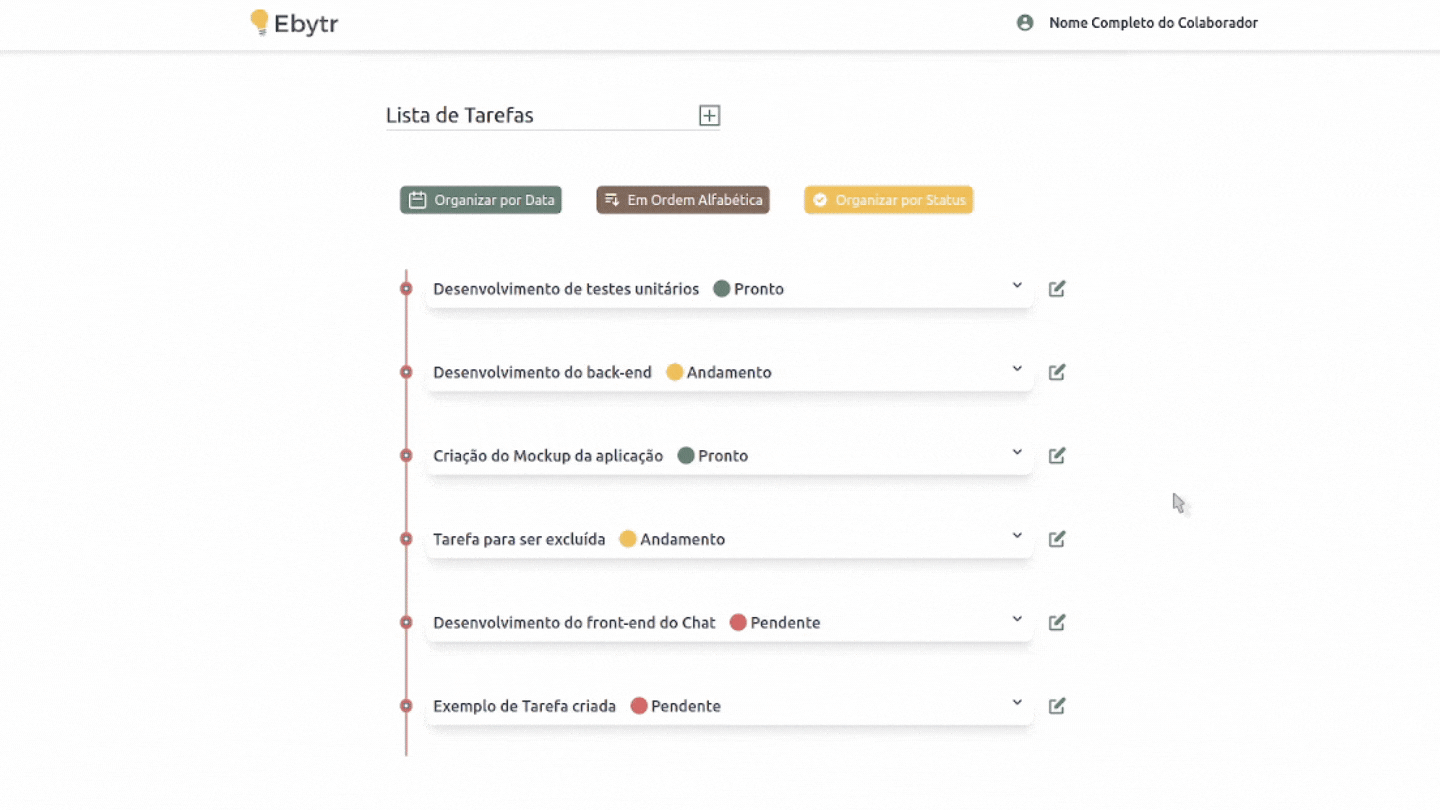 Ebytr
Nome Completo do Colaborador
Lista de Tarefas
Organizar por Data
Em Ordem Alfabética
Organizar por Status
Desenvolvimento de testes unitários Pronto
Desenvolvimento do back-end Andamento
Criação do Mockup da aplicação Pronto
Tarefa para ser excluída Andamento
Desenvolvimento do front-end do Chat Pendente
Exemplo de Tarefa criada Pendente